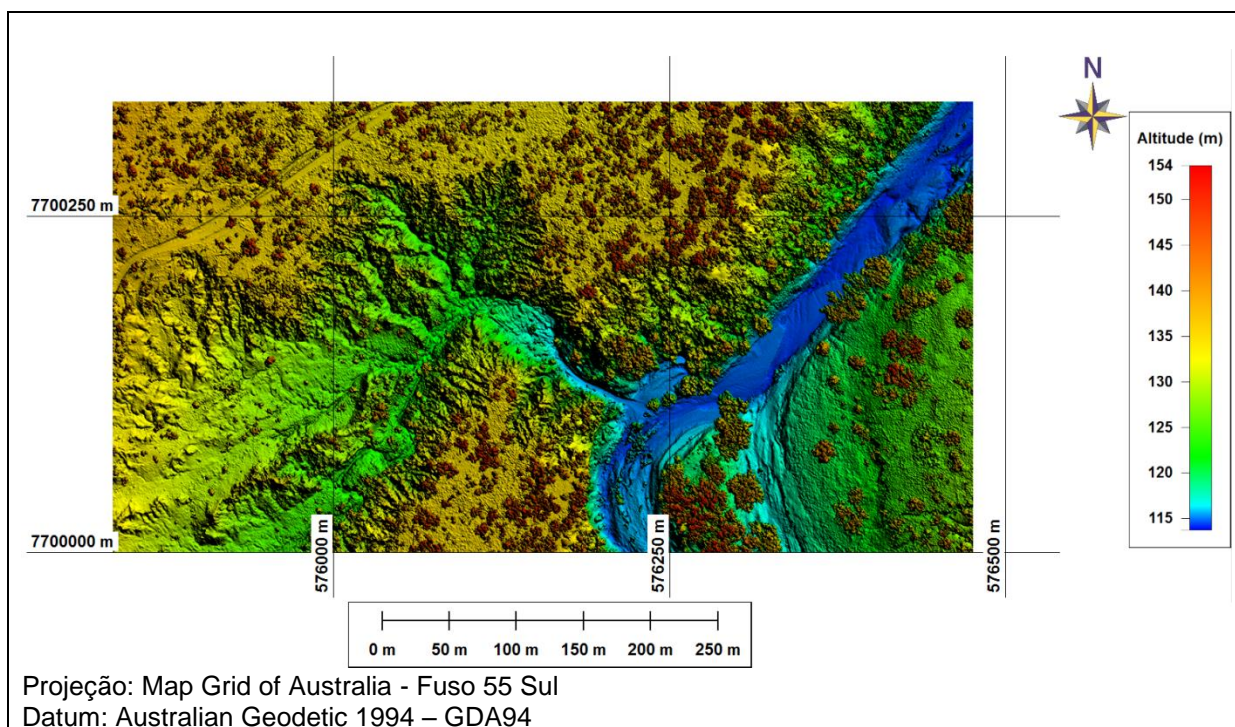 N
Altitude (m)
154
150
145
140
135
130
125
120
115
7700250 m
7700000 m
576000 m
576250 m
576500 m
0 m 50 m 100 m 150 m 200 m 250 m
Projeção: Map Grid of Australia - Fuso 55 Sul
Datum: Australian Geodetic 1994 – GDA94